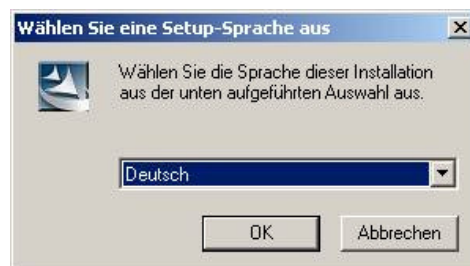 Wählen Sie eine Setup-Sprache aus
Wählen Sie die Sprache dieser Installation
aus der unten aufgeführten Auswahl aus.
Deutsch
OK
Abbrechen